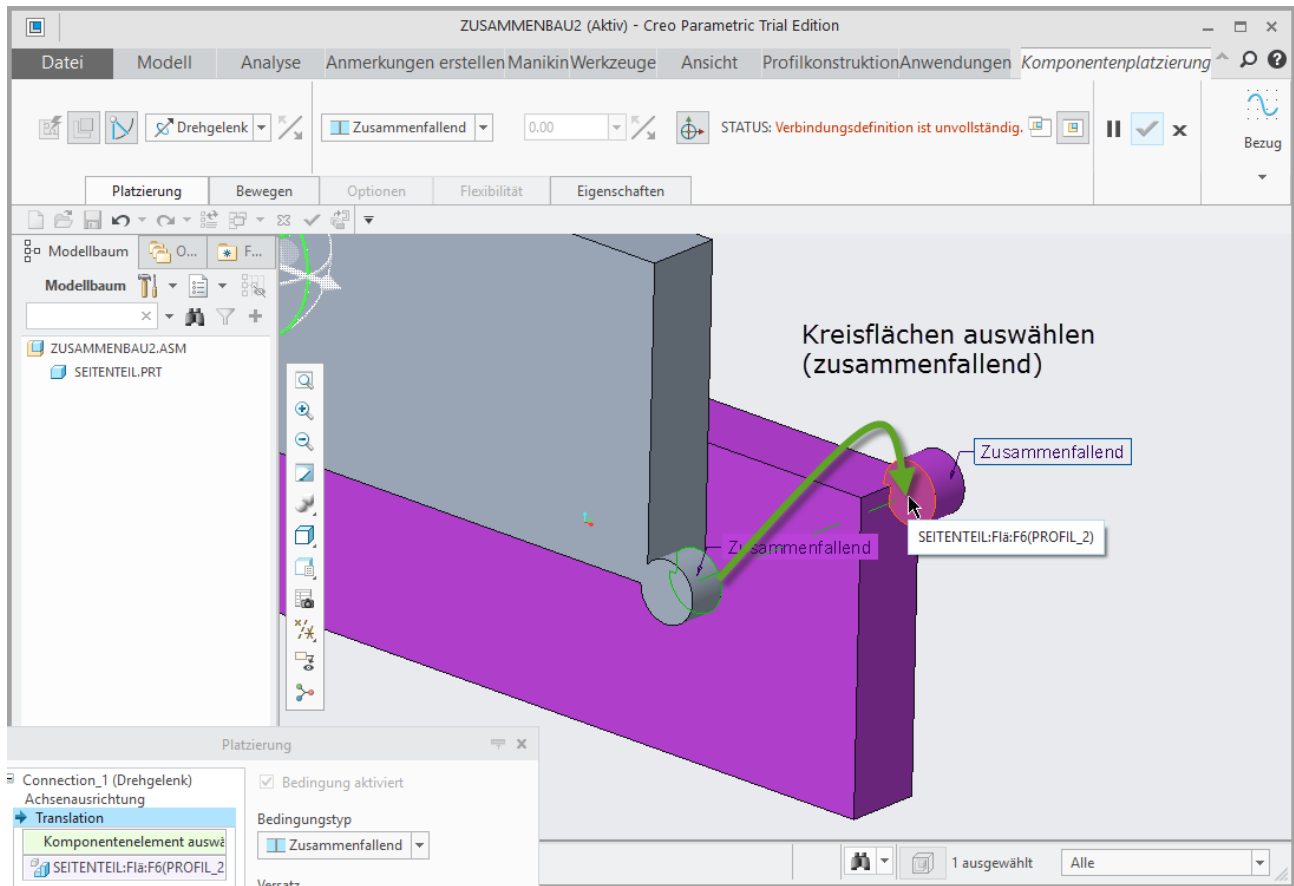 ZUSAMMENBAU2 (Aktiv) - Creo Parametric Trial Edition
Datei Modell Analyse Anmerkungen erstellen Manikin Werkzeuge Ansicht Profilkonstruktion Anwendungen Komponentenplatzierung
Drehgelenk Zusammenfallend 0.00 STATUS: Verbindungsdefinition ist unvollständig.
Bezug
Platzierung Bewegen Optionen Flexibilität Eigenschaften
Modellbaum O... F...
Modellbaum
ZUSAMMENBAU2.ASM
SEITENTEIL.PRT
Kreisflächen auswählen
(zusammenfallend)
Zusammenfallend
SEITENTEIL:Flä:F6(PROFIL_2)
Zusammenfallend
Platzierung
Connection_1 (Drehgelenk)
Achsenausrichtung
Translation
Komponentenelement auswä
SEITENTEIL:Flä:F6(PROFIL_2
Bedingung aktiviert
Bedingungstyp
Zusammenfallend
Versatz
1 ausgewählt Alle